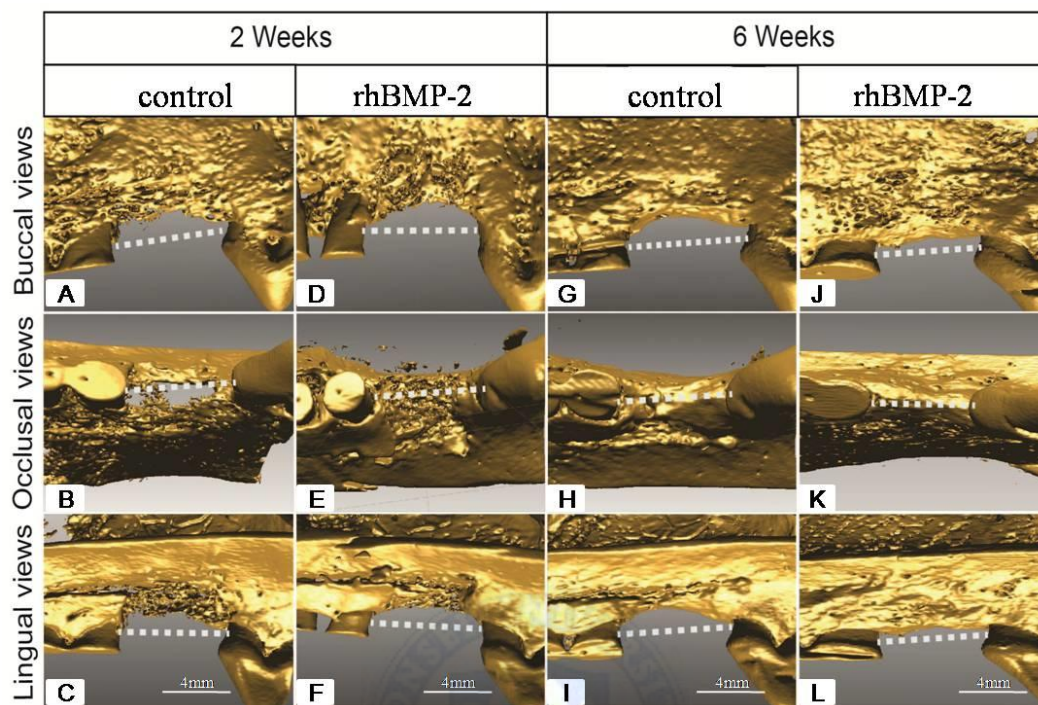 2 Weeks 6 Weeks
control rhBMP-2 control rhBMP-2
Buccal views
A D G J
Occlusal views
B E H K
Lingual views
4mm 4mm 4mm 4mm
C F I L